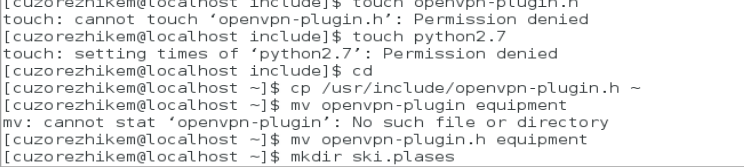 [cuzorezhikem@localhost include]$ touch openvpn-plugin.h
touch: cannot touch ‘openvpn-plugin.h’: Permission denied
[cuzorezhikem@localhost include]$ touch python2.7
touch: setting times of ‘python2.7’: Permission denied
[cuzorezhikem@localhost include]$ cd
[cuzorezhikem@localhost ~]$ cp /usr/include/openvpn-plugin.h ~
[cuzorezhikem@localhost ~]$ mv openvpn-plugin equipment
mv: cannot stat ‘openvpn-plugin’: No such file or directory
[cuzorezhikem@localhost ~]$ mv openvpn-plugin.h equipment
[cuzorezhikem@localhost ~]$ mkdir ski.plases